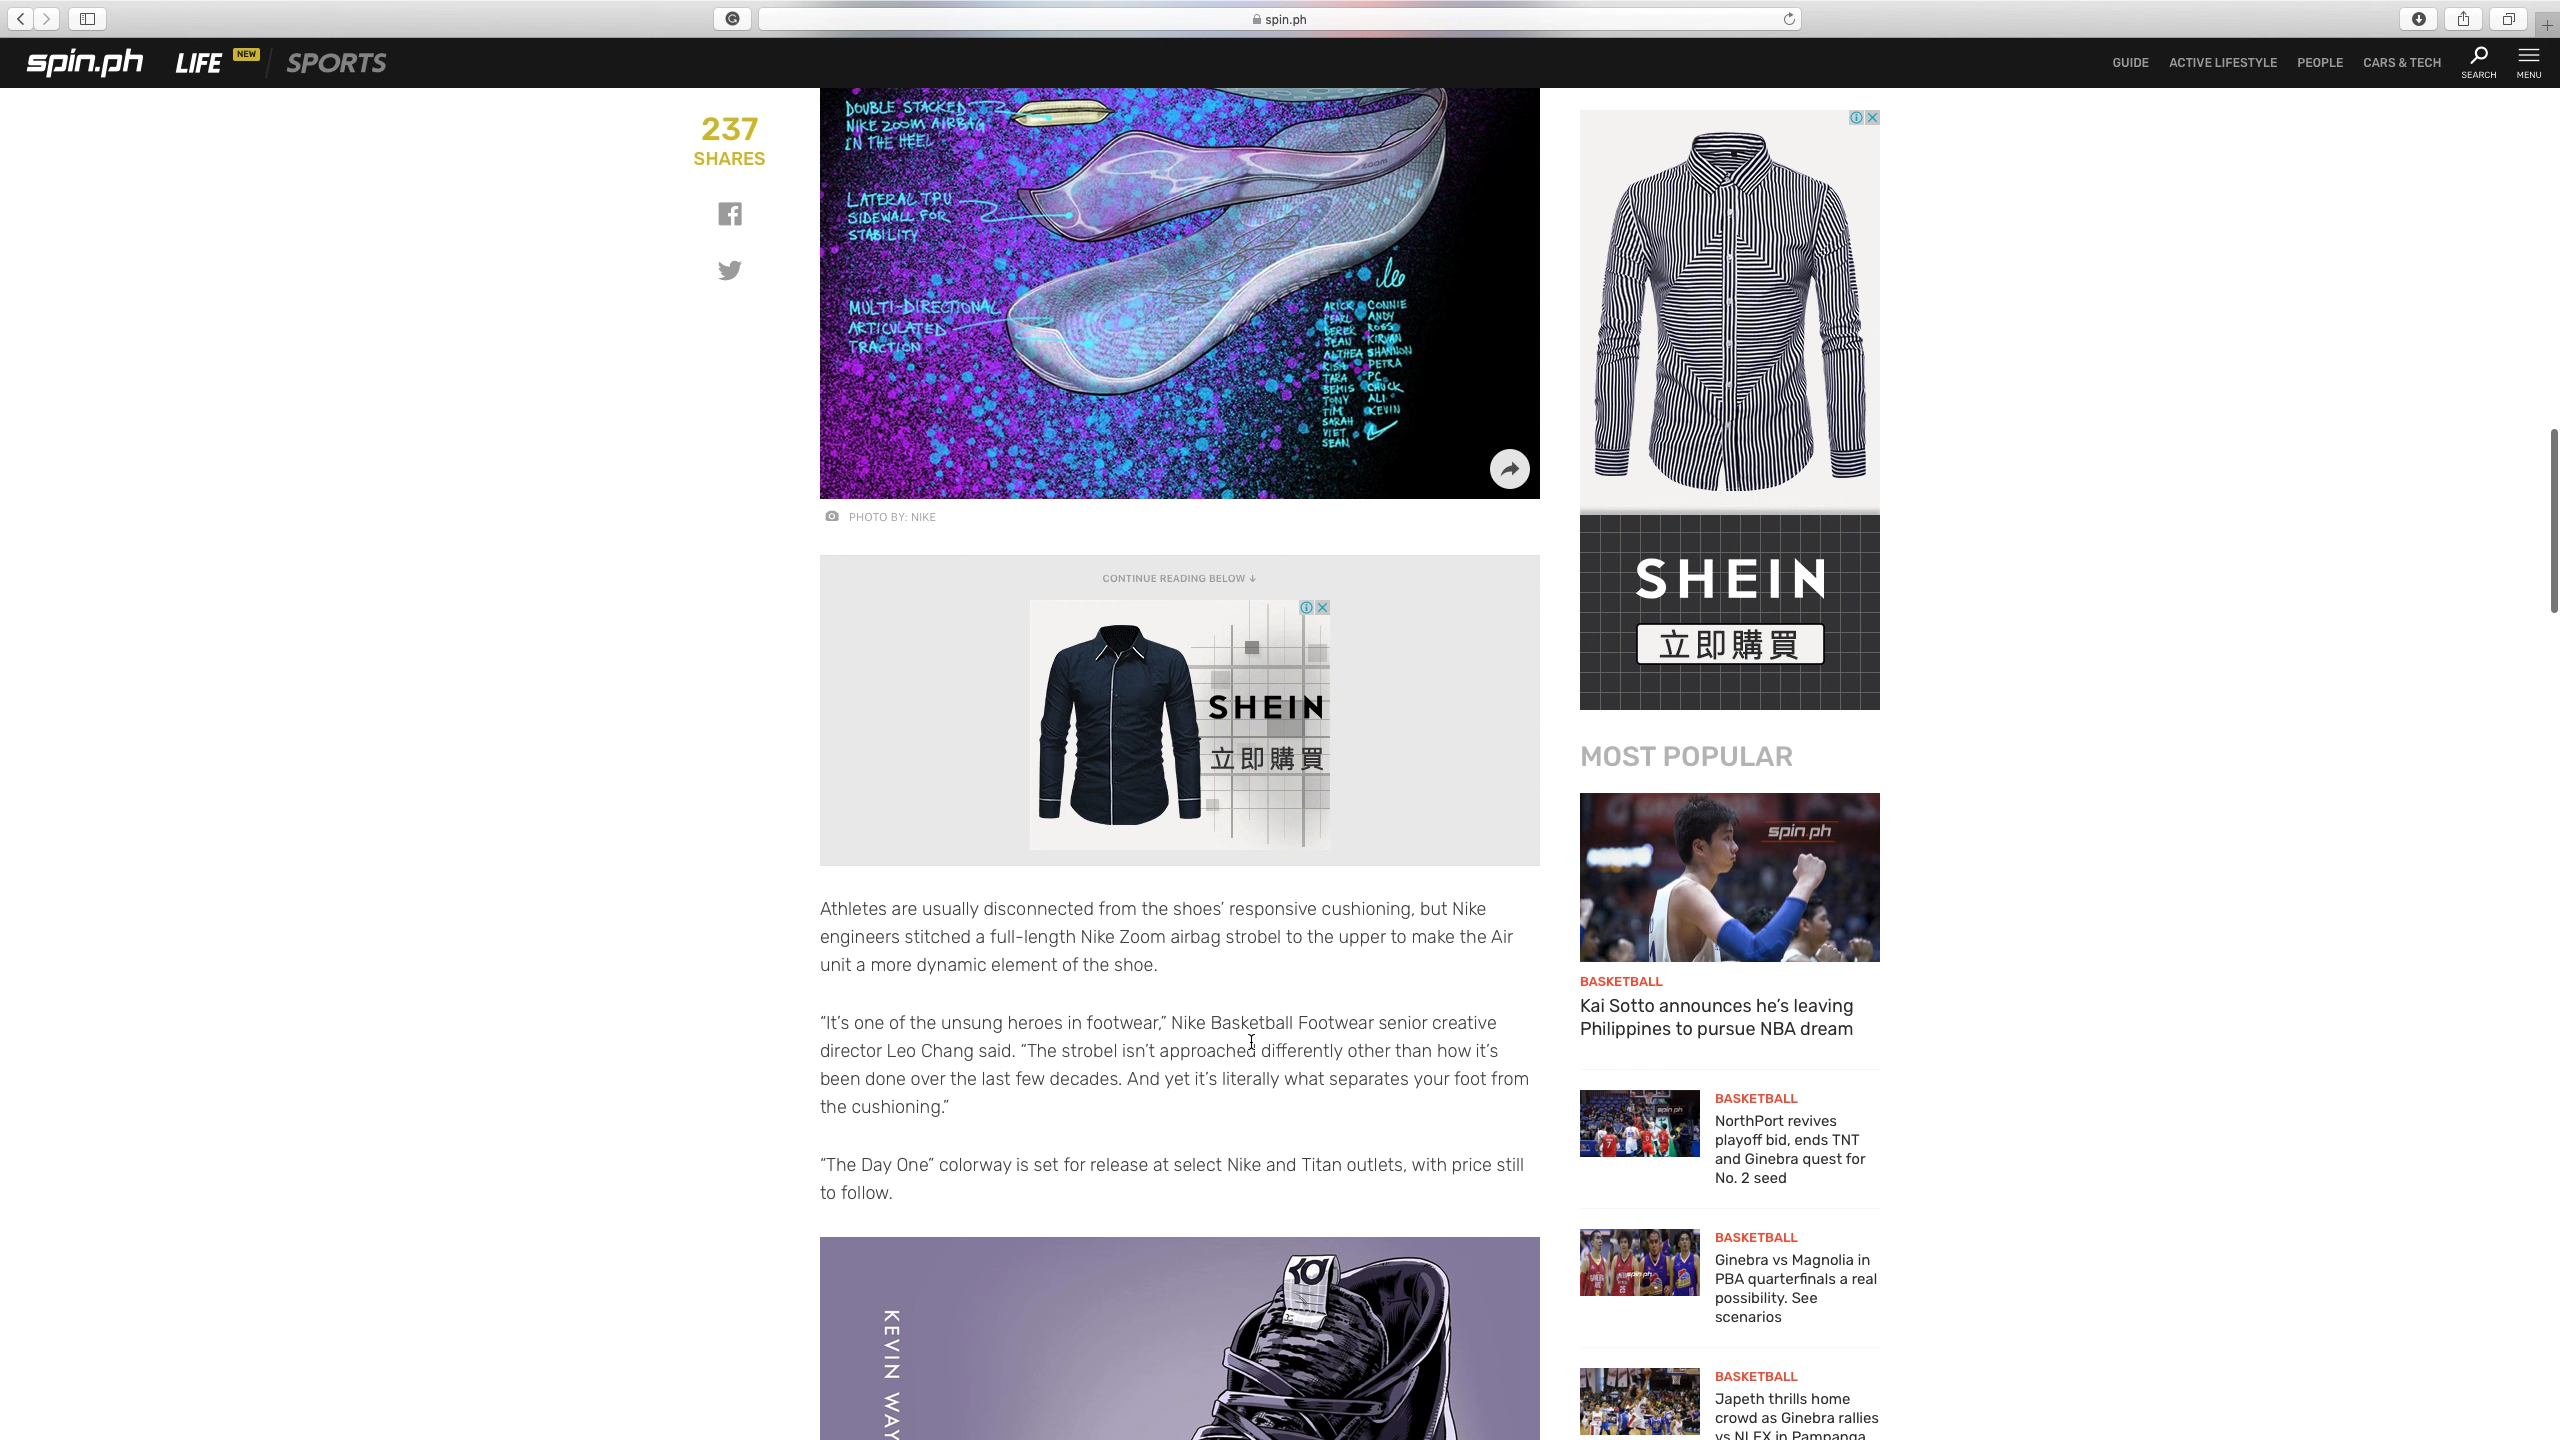 spin.ph
spin.ph
LIFE
NEW
SPORTS
GUIDE
ACTIVE LIFESTYLE
PEOPLE
CARS & TECH
SEARCH
MENU
237
SHARES
DOUBLE STACKED
NIKE ZOOM AIRBAG
IN THE HEEL
LATERAL TPU
SIDEWALL FOR
STABILITY
MULTI-DIRECTIONAL
ARTICULATED
TRACTION
ZOOM
leo
ARICK CONNIE
PEARL ANDY
DEREK ROSS
JEAN KIRVAN
ALTHEA SHANNON
RISH PETRA
TARA PC
BEMIS CHUCK
TONY ALI
TIM KEVIN
SARAH
VIET
SEAN
PHOTO BY: NIKE
CONTINUE READING BELOW ↓
SHEIN
立即購買
Athletes are usually disconnected from the shoes’ responsive cushioning, but Nike
engineers stitched a full-length Nike Zoom airbag strobel to the upper to make the Air
unit a more dynamic element of the shoe.
“It’s one of the unsung heroes in footwear,” Nike Basketball Footwear senior creative
director Leo Chang said. “The strobel isn’t approached differently other than how it’s
been done over the last few decades. And yet it’s literally what separates your foot from
the cushioning.”
“The Day One” colorway is set for release at select Nike and Titan outlets, with price still
to follow.
KEVIN WAY
KD
SHEIN
立即購買
MOST POPULAR
spin.ph
BASKETBALL
Kai Sotto announces he’s leaving
Philippines to pursue NBA dream
spin.ph
BASKETBALL
NorthPort revives
playoff bid, ends TNT
and Ginebra quest for
No. 2 seed
spin.ph
BASKETBALL
Ginebra vs Magnolia in
PBA quarterfinals a real
possibility. See
scenarios
BASKETBALL
Japeth thrills home
crowd as Ginebra rallies
vs NLEX in Pampanga